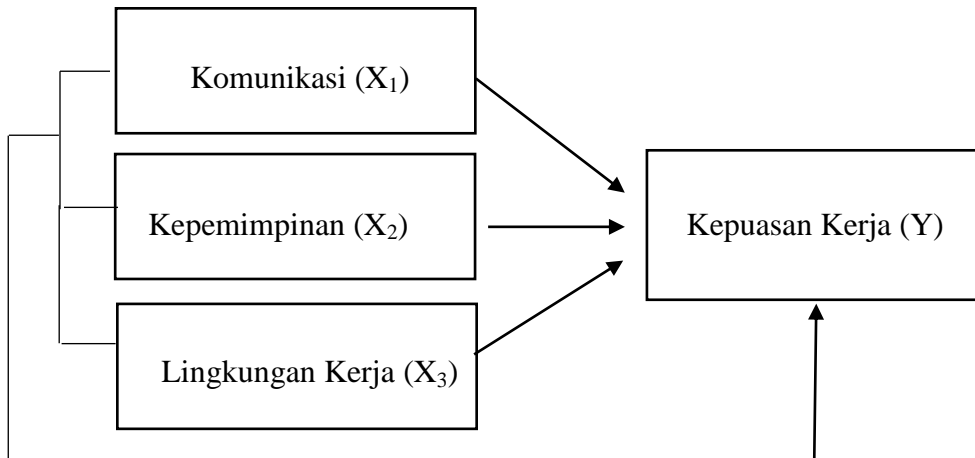 Komunikasi (X₁)
Kepemimpinan (X₂)
Kepuasan Kerja (Y)
Lingkungan Kerja (X₃)